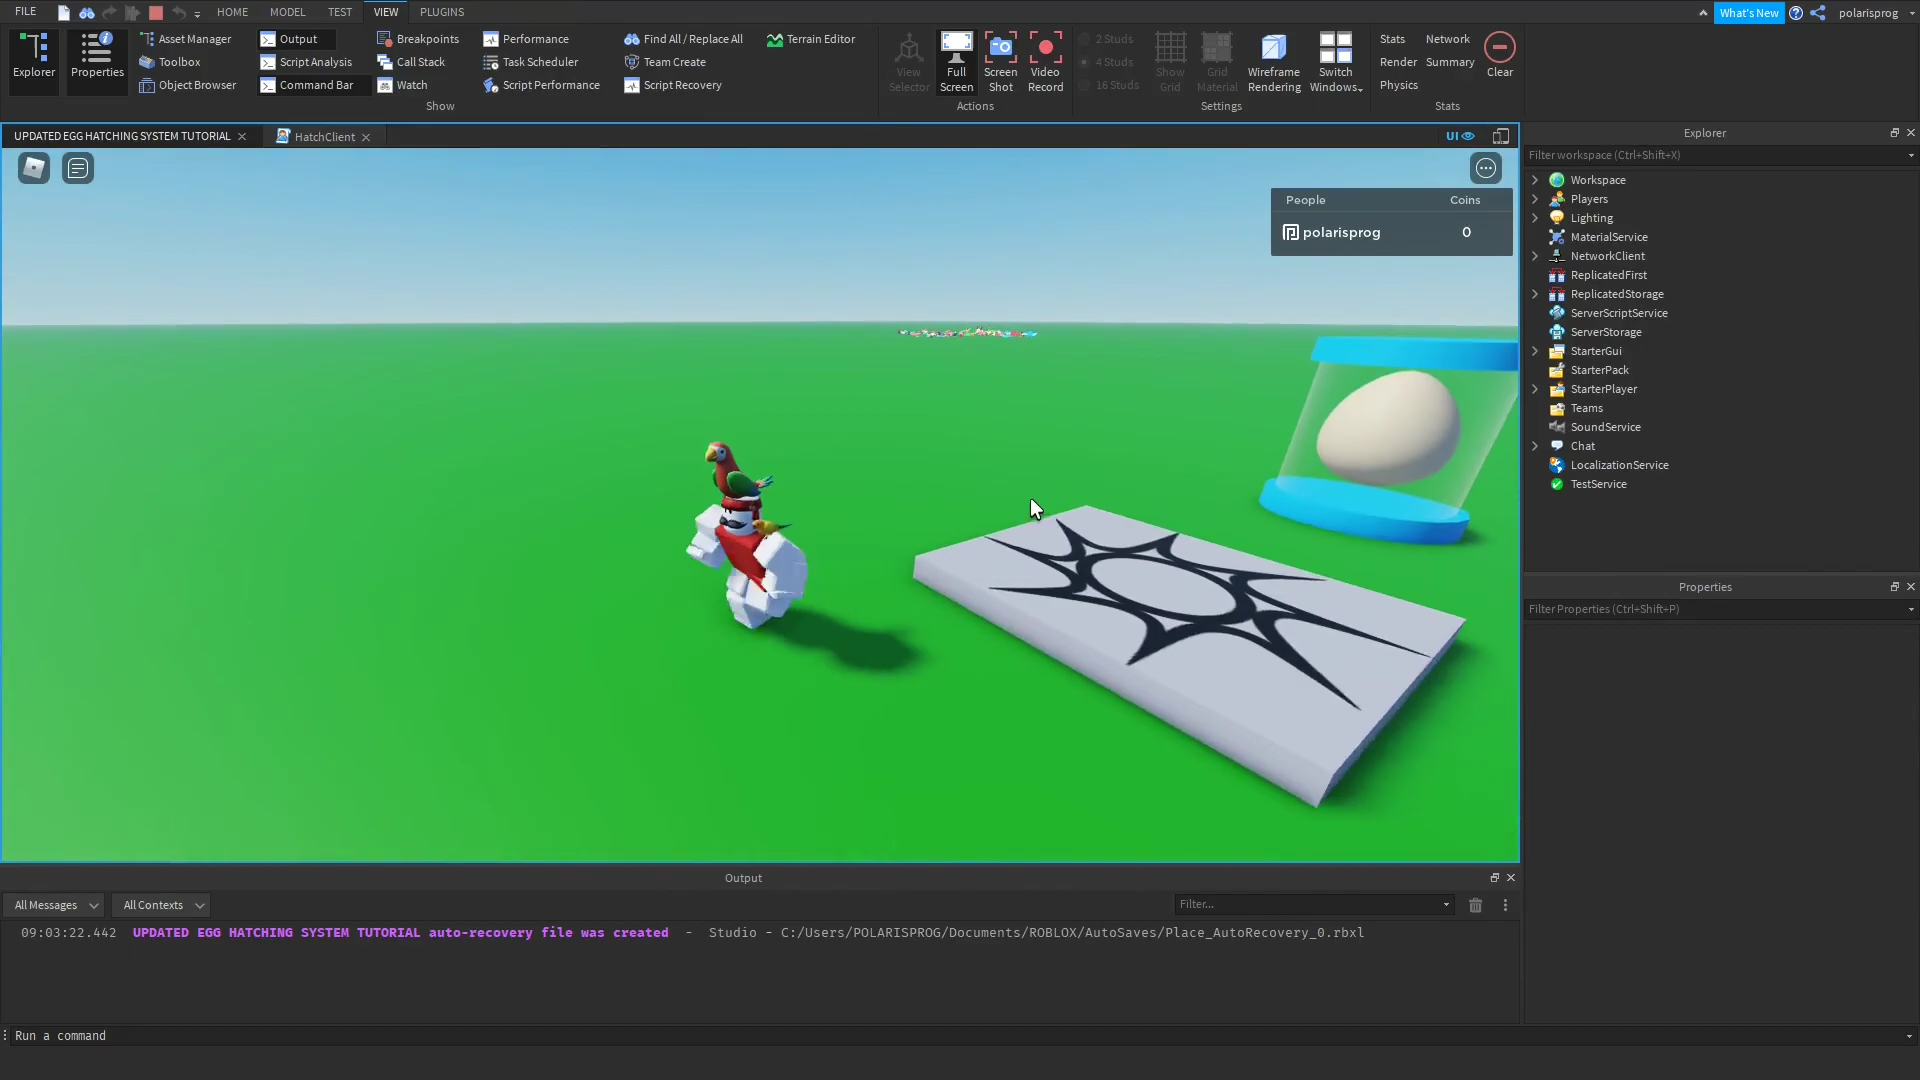 FILE HOME MODEL TEST VIEW PLUGINS What's New polarisprog
Explorer
Properties
Asset Manager
Toolbox
Object Browser
Output
Script Analysis
Command Bar
Breakpoints
Call Stack
Watch
Performance
Task Scheduler
Script Performance
Find All / Replace All
Team Create
Script Recovery
Terrain Editor
Show
View
Selector
Full
Screen
Screen
Shot
Video
Record
Actions
2 Studs
4 Studs
16 Studs
Show
Grid
Grid
Material
Wireframe
Rendering
Switch
Windows
Settings
Stats
Render
Physics
Network
Summary
Clear
Stats
UPDATED EGG HATCHING SYSTEM TUTORIAL
HatchClient
UI
People Coins
polarisprog 0
Explorer
Filter workspace (Ctrl+Shift+X)
Workspace
Players
Lighting
MaterialService
NetworkClient
ReplicatedFirst
ReplicatedStorage
ServerScriptService
ServerStorage
StarterGui
StarterPack
StarterPlayer
Teams
SoundService
Chat
LocalizationService
TestService
Properties
Filter Properties (Ctrl+Shift+P)
Output
All Messages All Contexts Filter...
09:03:22.442 UPDATED EGG HATCHING SYSTEM TUTORIAL auto-recovery file was created - Studio - C:/Users/POLARISPROG/Documents/ROBLOX/AutoSaves/Place_AutoRecovery_0.rbxl
Run a command